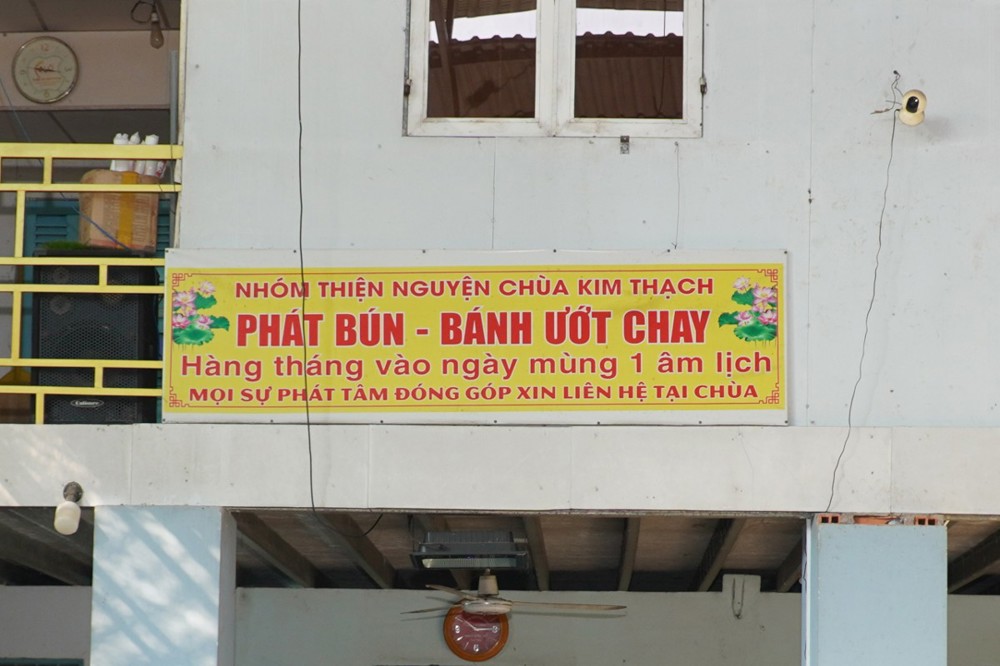 NHÓM THIỆN NGUYỆN CHÙA KIM THẠCH
PHÁT BÚN - BÁNH ƯỚT CHAY
Hàng tháng vào ngày mùng 1 âm lịch
MỌI SỰ PHÁT TÂM ĐÓNG GÓP XIN LIÊN HỆ TẠI CHÙA